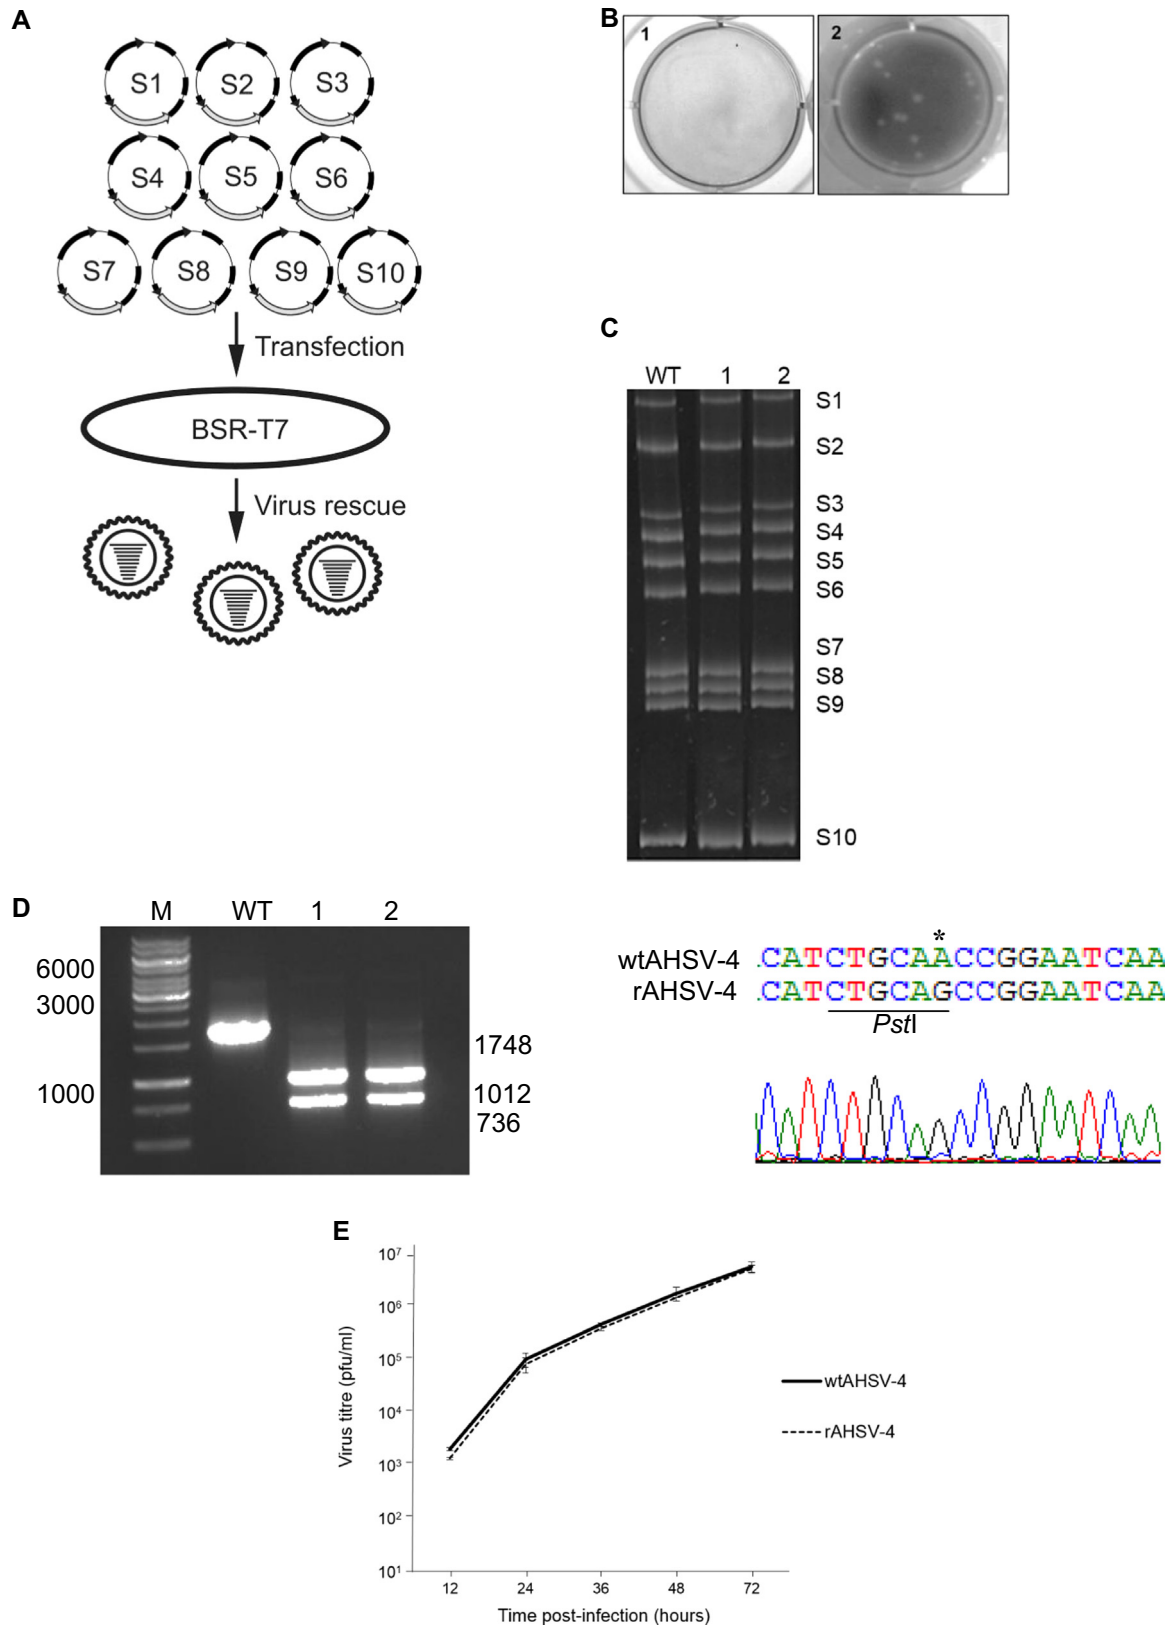 A
S1 S2 S3
S4 S5 S6
S7 S8 S9 S10
Transfection
BSR-T7
Virus rescue
B
1 2
C
WT 1 2
S1
S2
S3
S4
S5
S6
S7
S8
S9
S10
D
M WT 1 2
6000
3000
1000
1748
1012
736
*
wtAHSV-4 CATCTGCAACCGGAATCAA
rAHSV-4 CATCTGCAGCCGGAATCAA
PstI
E
Virus titre (pfu/ml)
10⁷
10⁶
10⁵
10⁴
10³
10²
10¹
12 24 36 48 72
Time post-infection (hours)
wtAHSV-4
rAHSV-4